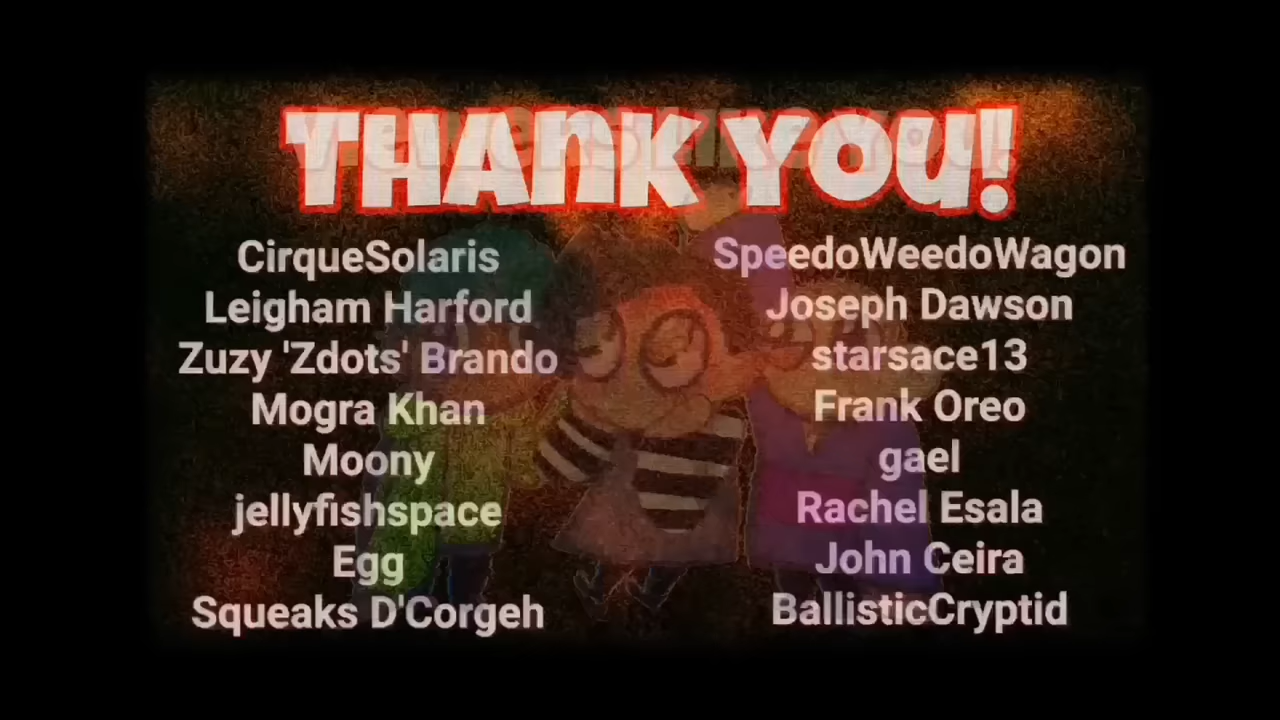 THANK YOU!
CirqueSolaris
Leigham Harford
Zuzy 'Zdots' Brando
Mogra Khan
Moony
jellyfishspace
Egg
Squeaks D'Corgeh
SpeedoWeedoWagon
Joseph Dawson
starsace13
Frank Oreo
gael
Rachel Esala
John Ceira
BallisticCryptid